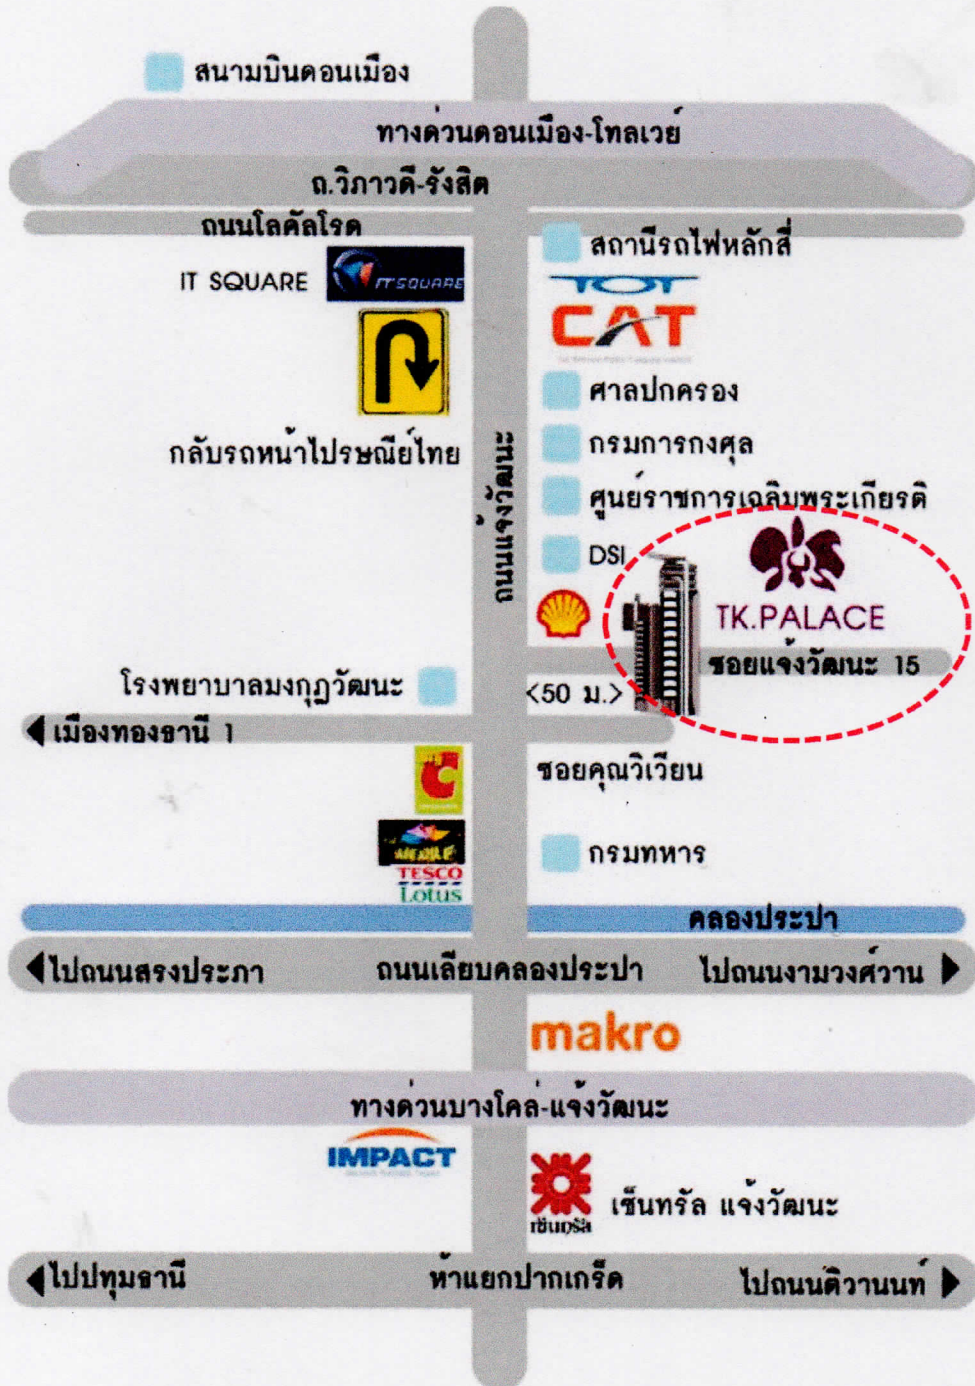 สนามบินดอนเมือง
ทางด่วนดอนเมือง-โทลเวย์
ถ.วิภาวดี-รังสิต
ถนนโลคัลโรด
สถานีรถไฟหลักสี่
IT SQUARE
IT SQUARE
TOT
CAT
ศาลปกครอง
กลับรถหน้าไปรษณีย์ไทย
กรมการกงศุล
ถนนแจ้งวัฒนะ
ศูนย์ราชการเฉลิมพระเกียรติ
DSI
TK.PALACE
ซอยแจ้งวัฒนะ 15
โรงพยาบาลมงกุฎวัฒนะ
<50 ม.>
เมืองทองธานี 1
ซอยคุณวิเวียน
กรมทหาร
TESCO
Lotus
คลองประปา
ไปถนนสรงประภา
ถนนเลียบคลองประปา
ไปถนนงามวงศ์วาน
makro
ทางด่วนบางโคล่-แจ้งวัฒนะ
IMPACT
เซ็นทรัล
เซ็นทรัล แจ้งวัฒนะ
ไปปทุมธานี
ห้าแยกปากเกร็ด
ไปถนนติวานนท์